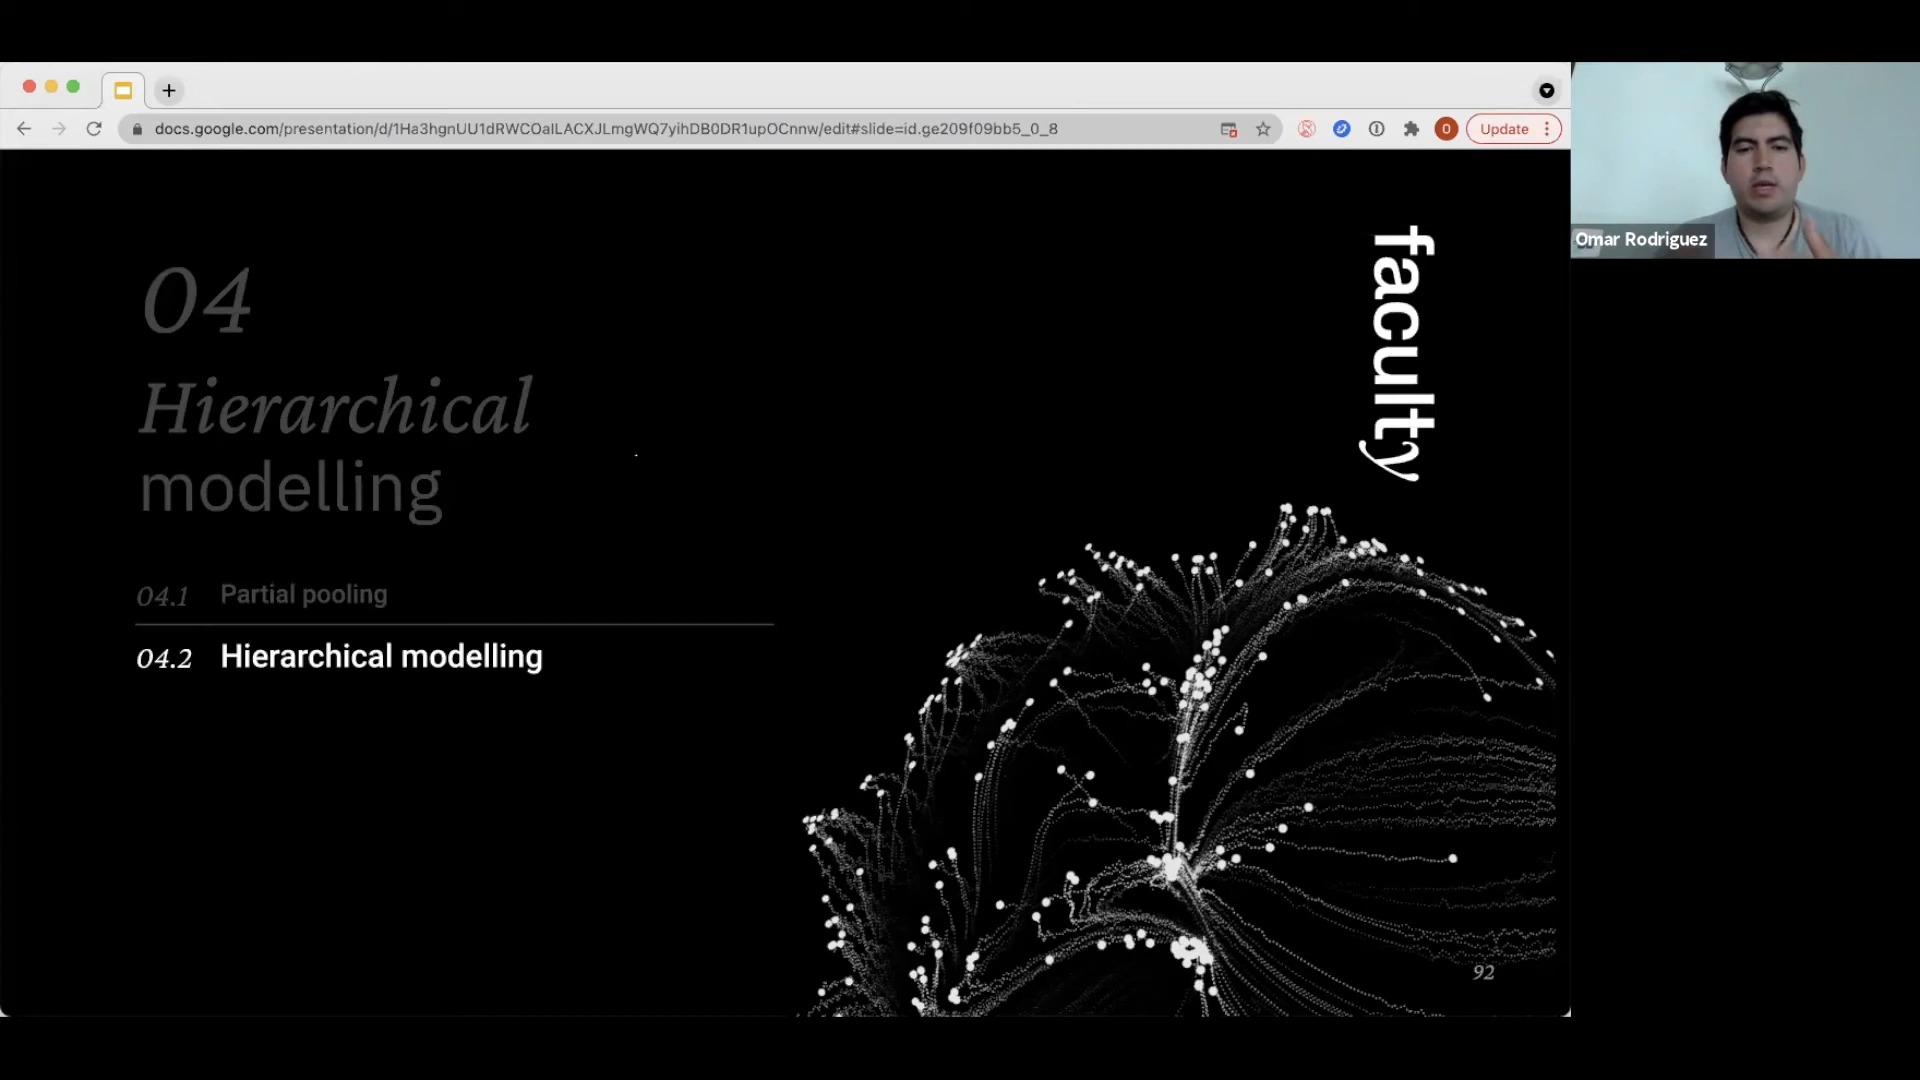 docs.google.com/presentation/d/1Ha3hgnUU1dRWCOalLACXJLmgWQ7yihDB0DR1upOCnnw/edit#slide=id.ge209f09bb5_0_8
O
Update
Omar Rodriguez
faculty
04
Hierarchical
modelling
04.1 Partial pooling
04.2 Hierarchical modelling
92